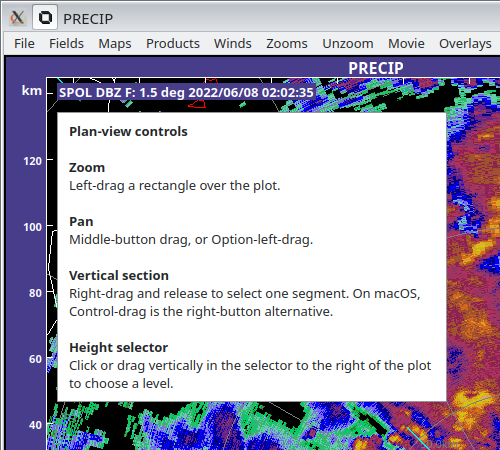 PRECIP
File Fields Maps Products Winds Zooms Unzoom Movie Overlays
PRECIP
km
SPOL DBZ F: 1.5 deg 2022/06/08 02:02:35
Plan-view controls
120
Zoom
Left-drag a rectangle over the plot.
Pan
100
Middle-button drag, or Option-left-drag.
Vertical section
80
Right-drag and release to select one segment. On macOS,
Control-drag is the right-button alternative.
Height selector
60
Click or drag vertically in the selector to the right of the plot
to choose a level.
40